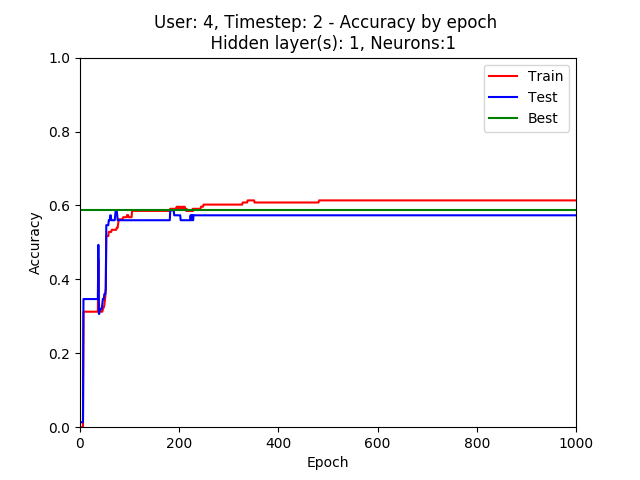 User: 4, Timestep: 2 - Accuracy by epoch
Hidden layer(s): 1, Neurons:1
1.0
0.8
0.6
0.4
0.2
0.0
Accuracy
Train
Test
Best
0 200 400 600 800 1000
Epoch